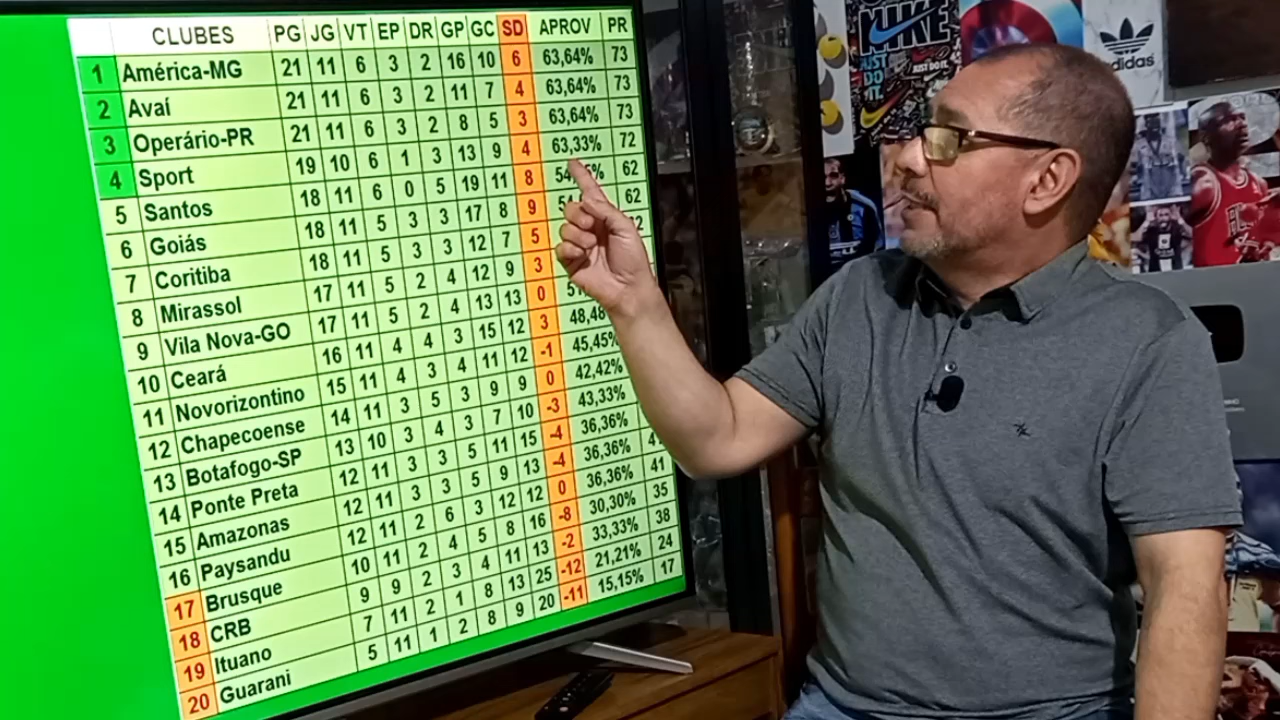 CLUBES PG JG VT EP DR GP GC SD APROV PR
1 América-MG 21 11 6 3 2 16 10 6 63,64% 73
2 Avaí 21 11 6 3 2 11 7 4 63,64% 73
3 Operário-PR 21 11 6 3 2 8 5 3 63,64% 73
4 Sport 19 10 6 1 3 13 9 4 63,33% 72
5 Santos 18 11 6 0 5 19 11 8 62
6 Goiás 18 11 5 3 3 17 8 9 62
7 Coritiba 18 11 5 3 3 12 7 5
8 Mirassol 17 11 5 2 4 12 9 3
9 Vila Nova-GO 17 11 5 2 4 13 13 0
10 Ceará 16 11 4 4 3 15 12 3 48,48
11 Novorizontino 15 11 4 3 4 11 12 -1 45,45%
12 Chapecoense 14 11 3 5 3 9 9 0 42,42%
13 Botafogo-SP 13 10 3 4 3 7 10 -3 43,33%
14 Ponte Preta 12 11 3 3 5 11 15 -4 36,36%
15 Amazonas 12 11 3 3 5 9 13 -4 36,36%
16 Paysandu 12 11 2 6 3 12 12 0 36,36% 41
17 Brusque 10 11 2 4 5 8 16 -8 30,30% 35
18 CRB 9 9 2 3 4 11 13 -2 33,33% 38
19 Ituano 7 11 2 1 8 13 25 -12 21,21% 24
20 Guarani 5 11 1 2 8 9 20 -11 15,15% 17
NIKE
JUST DO IT.
JUST DO IT.
adidas